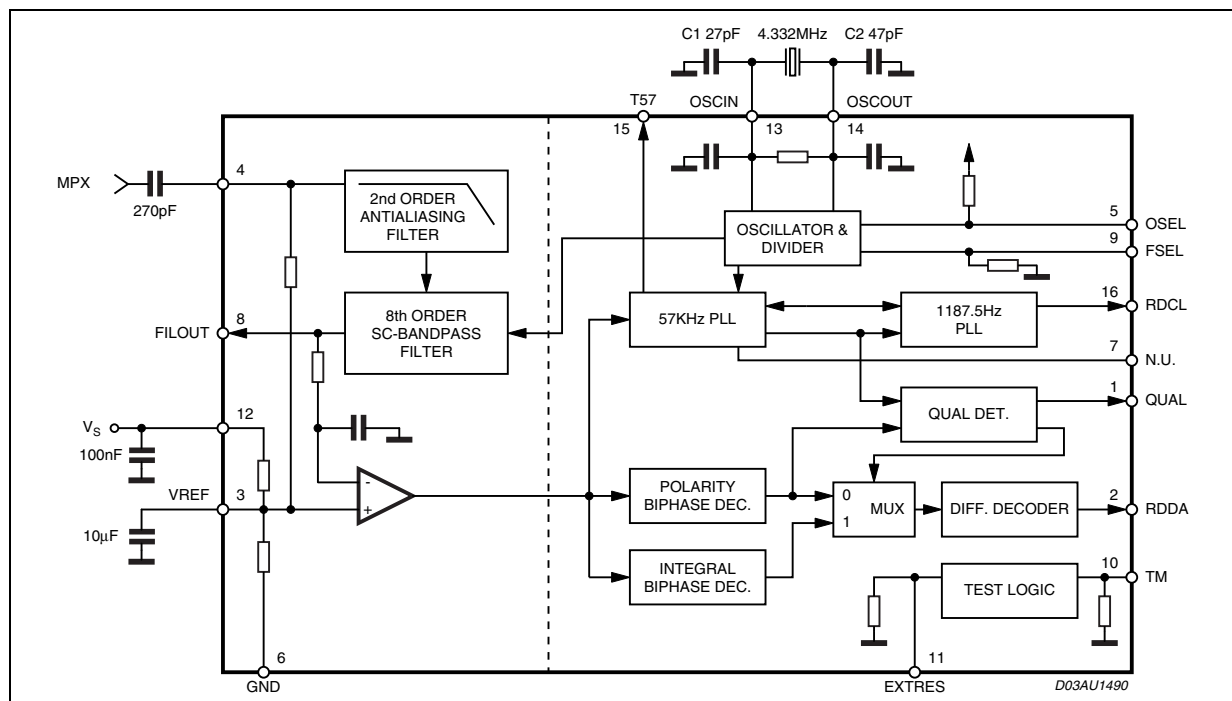 C1 27pF 4.332MHz C2 47pF
T57 OSCIN OSCOUT
15 13 14
MPX
270pF
4
2nd ORDER
ANTIALIASING
FILTER
OSCILLATOR &
DIVIDER
5
OSEL
9
FSEL
FILOUT
8
8th ORDER
SC-BANDPASS
FILTER
57KHz PLL
1187.5Hz
PLL
16
RDCL
7
N.U.
1
QUAL
QUAL DET.
VS
12
100nF
VREF
3
10µF
-
+
POLARITY
BIPHASE DEC.
0
1
MUX
DIFF. DECODER
2
RDDA
INTEGRAL
BIPHASE DEC.
TEST LOGIC
10
TM
6
GND
11
EXTRES
D03AU1490